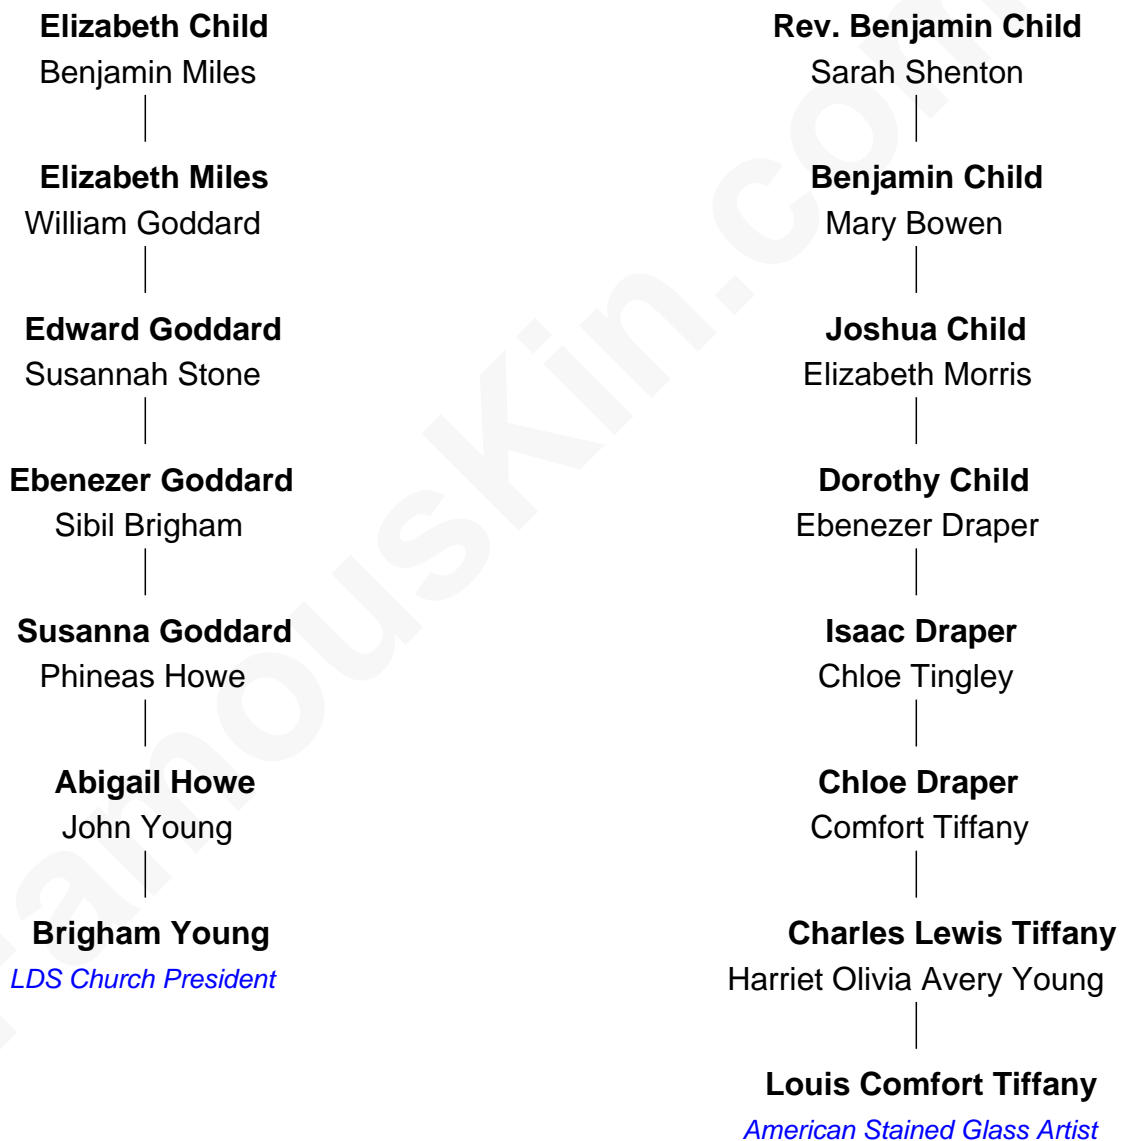 Elizabeth Child
Benjamin Miles
Elizabeth Miles
William Goddard
Edward Goddard
Susannah Stone
Ebenezer Goddard
Sibil Brigham
Susanna Goddard
Phineas Howe
Abigail Howe
John Young
Brigham Young
LDS Church President
Rev. Benjamin Child
Sarah Shenton
Benjamin Child
Mary Bowen
Joshua Child
Elizabeth Morris
Dorothy Child
Ebenezer Draper
Isaac Draper
Chloe Tingley
Chloe Draper
Comfort Tiffany
Charles Lewis Tiffany
Harriet Olivia Avery Young
Louis Comfort Tiffany
American Stained Glass Artist
FamousKin.com